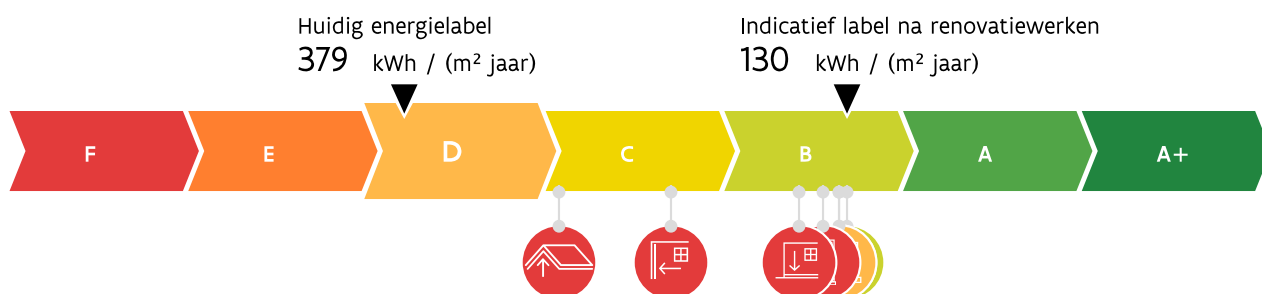 Huidig energielabel
379 kWh / (m² jaar)
Indicatief label na renovatiewerken
130 kWh / (m² jaar)
F E D C B A A+